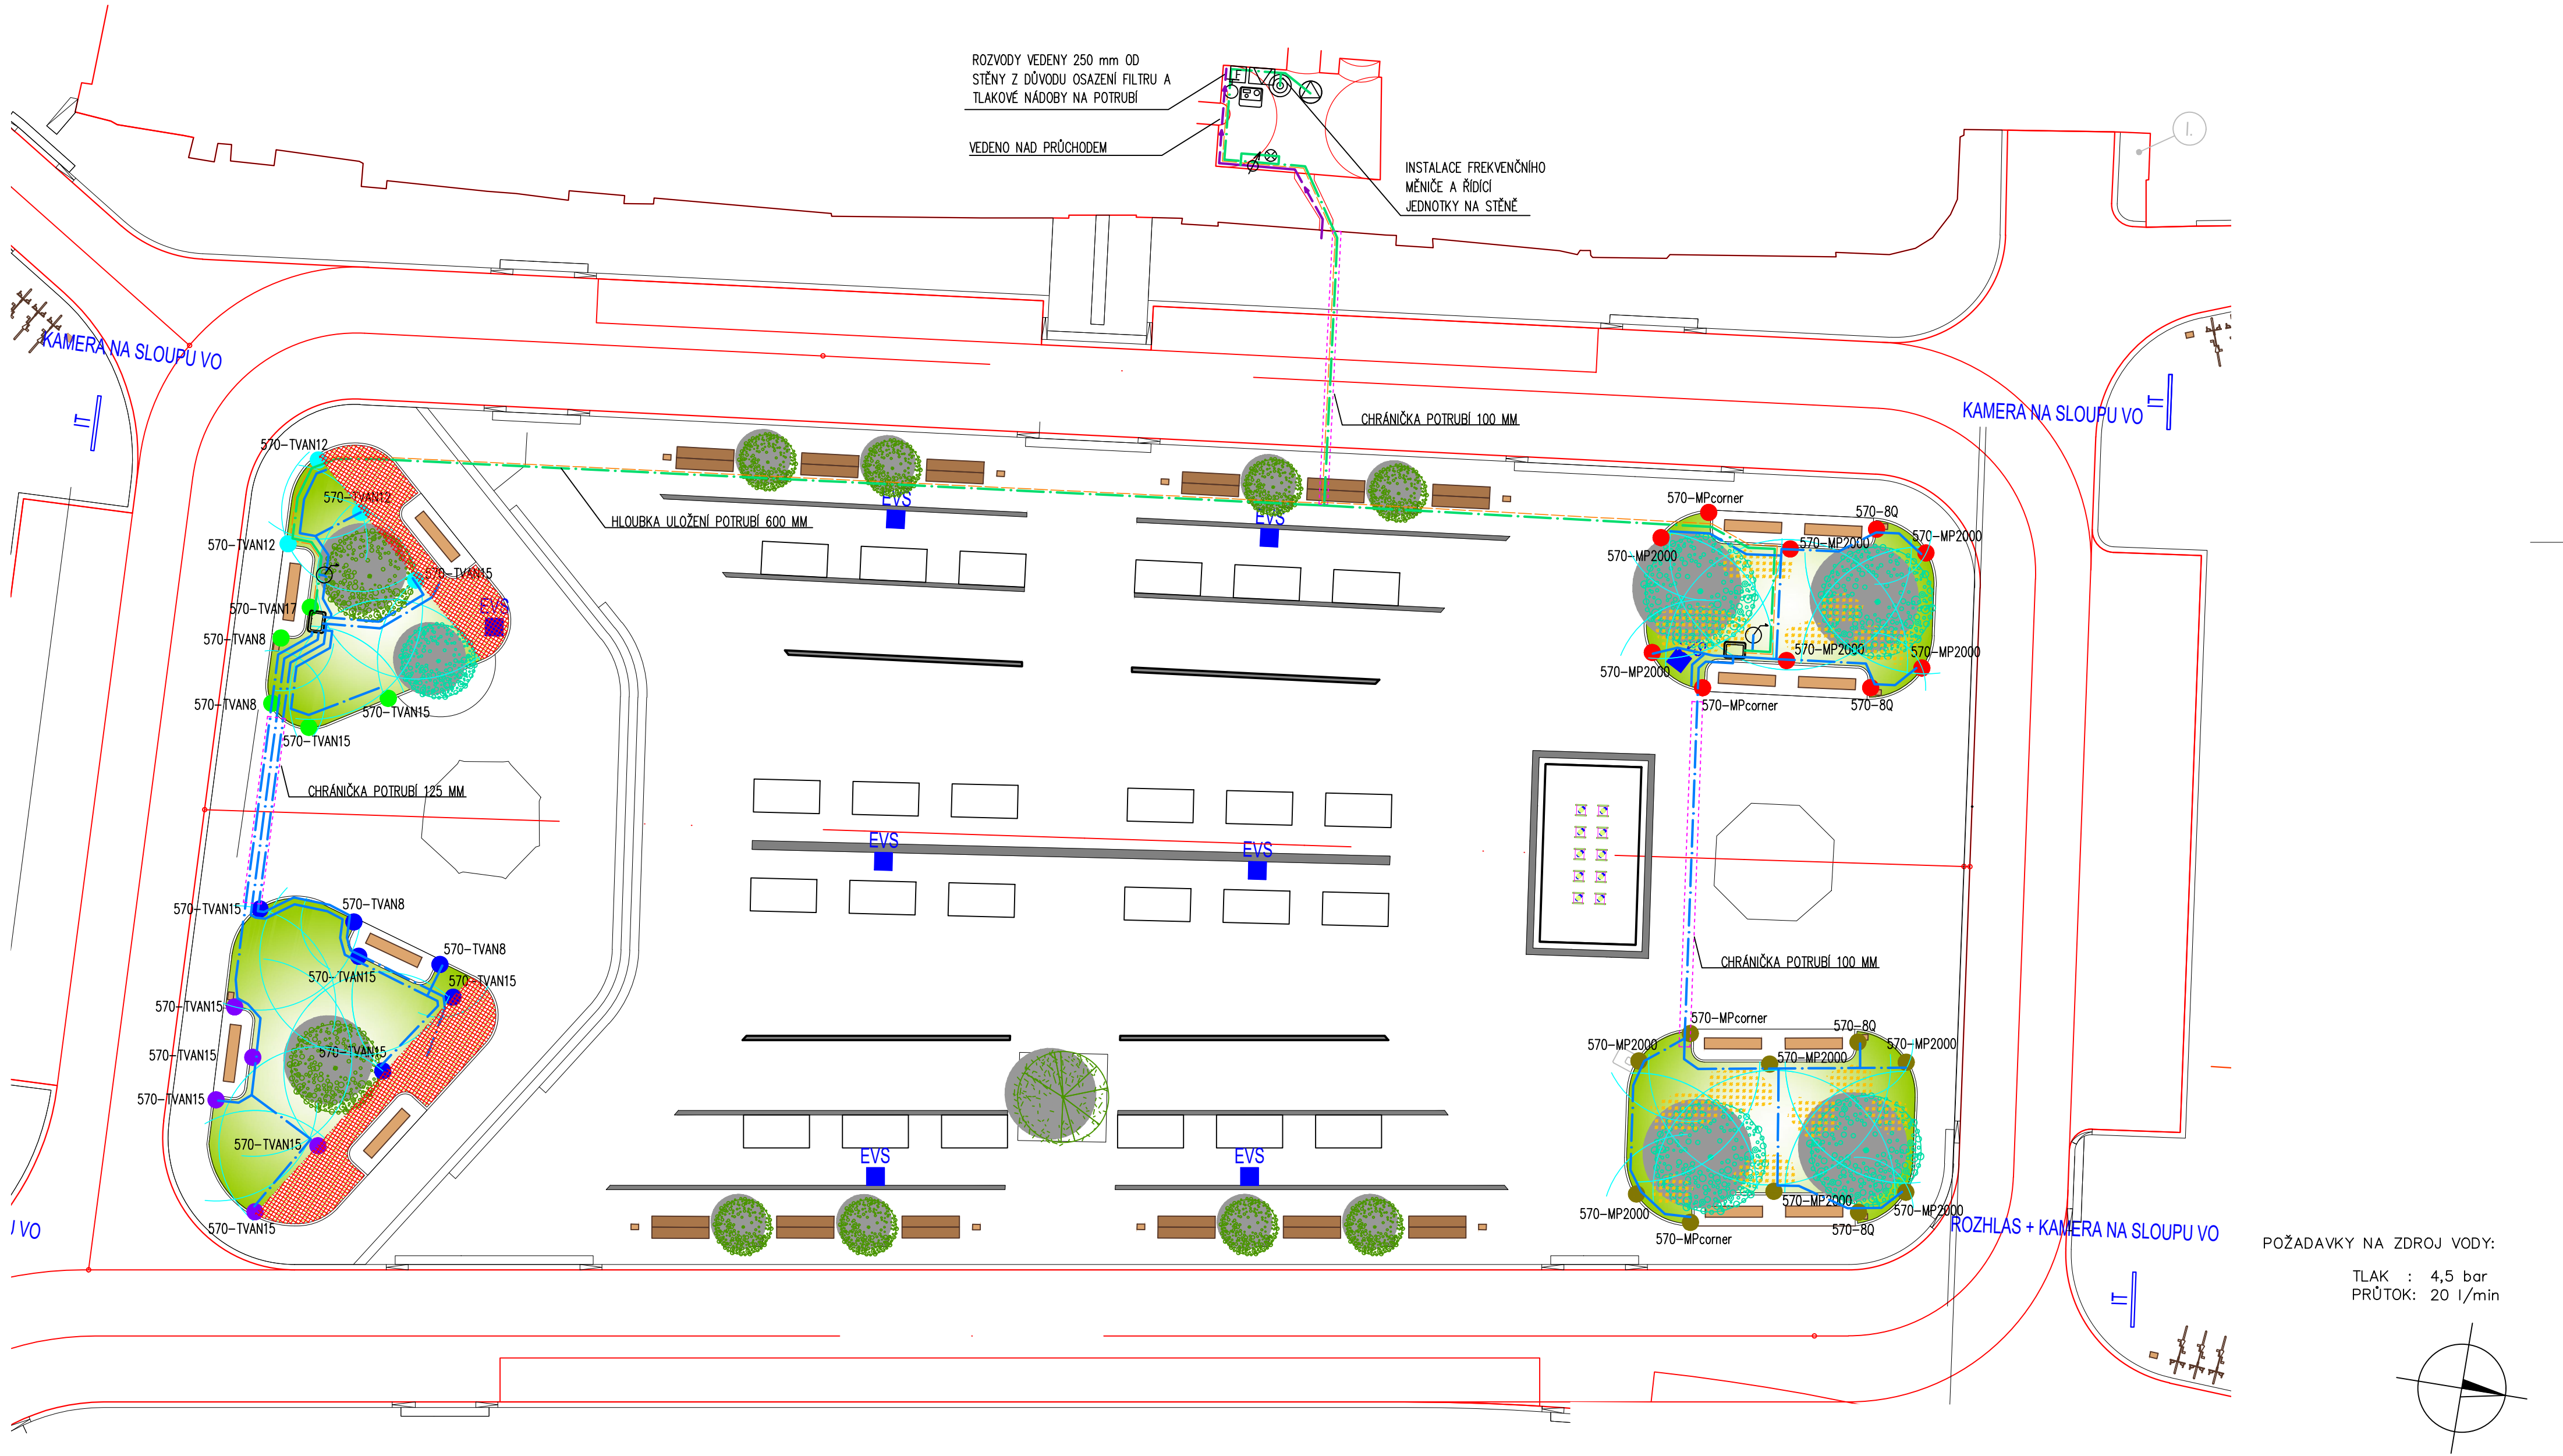 ROZVODY VEDENY 250 mm OD
STĚNY Z DŮVODU OSAZENÍ FILTRU A
TLAKOVÉ NÁDOBY NA POTRUBÍ
VEDENO NAD PRŮCHODEM
INSTALACE FREKVENČNÍHO
MĚNIČE A ŘÍDÍCÍ
JEDNOTKY NA STĚNĚ
I.
KAMERA NA SLOUPU VO
IT
KAMERA NA SLOUPU VO
IT
CHRÁNIČKA POTRUBÍ 100 MM
570-TVAN12
570-TVAN12
HLOUBKA ULOŽENÍ POTRUBÍ 600 MM
EVS
EVS
570-TVAN12
570-TVAN15
EVS
570-TVAN17
570-TVAN8
570-TVAN8
570-TVAN15
570-TVAN15
570-MPcorner
570-8Q
570-MP2000
570-MP2000
570-MP2000
570-MP2000
570-MP2000
570-MP2000
570-MPcorner
570-8Q
CHRÁNIČKA POTRUBÍ 125 MM
EVS
EVS
570-TVAN15
570-TVAN8
570-TVAN8
570-TVAN15
570-TVAN15
570-TVAN15
570-TVAN15
570-TVAN15
570-TVAN15
570-TVAN15
570-TVAN15
CHRÁNIČKA POTRUBÍ 100 MM
570-MPcorner
570-8Q
570-MP2000
570-MP2000
570-MP2000
570-MP2000
570-MP2000
570-MP2000
570-MPcorner
570-8Q
EVS
EVS
U VO
ROZHLAS + KAMERA NA SLOUPU VO
IT
POŽADAVKY NA ZDROJ VODY:
TLAK : 4,5 bar
PRŮTOK: 20 l/min